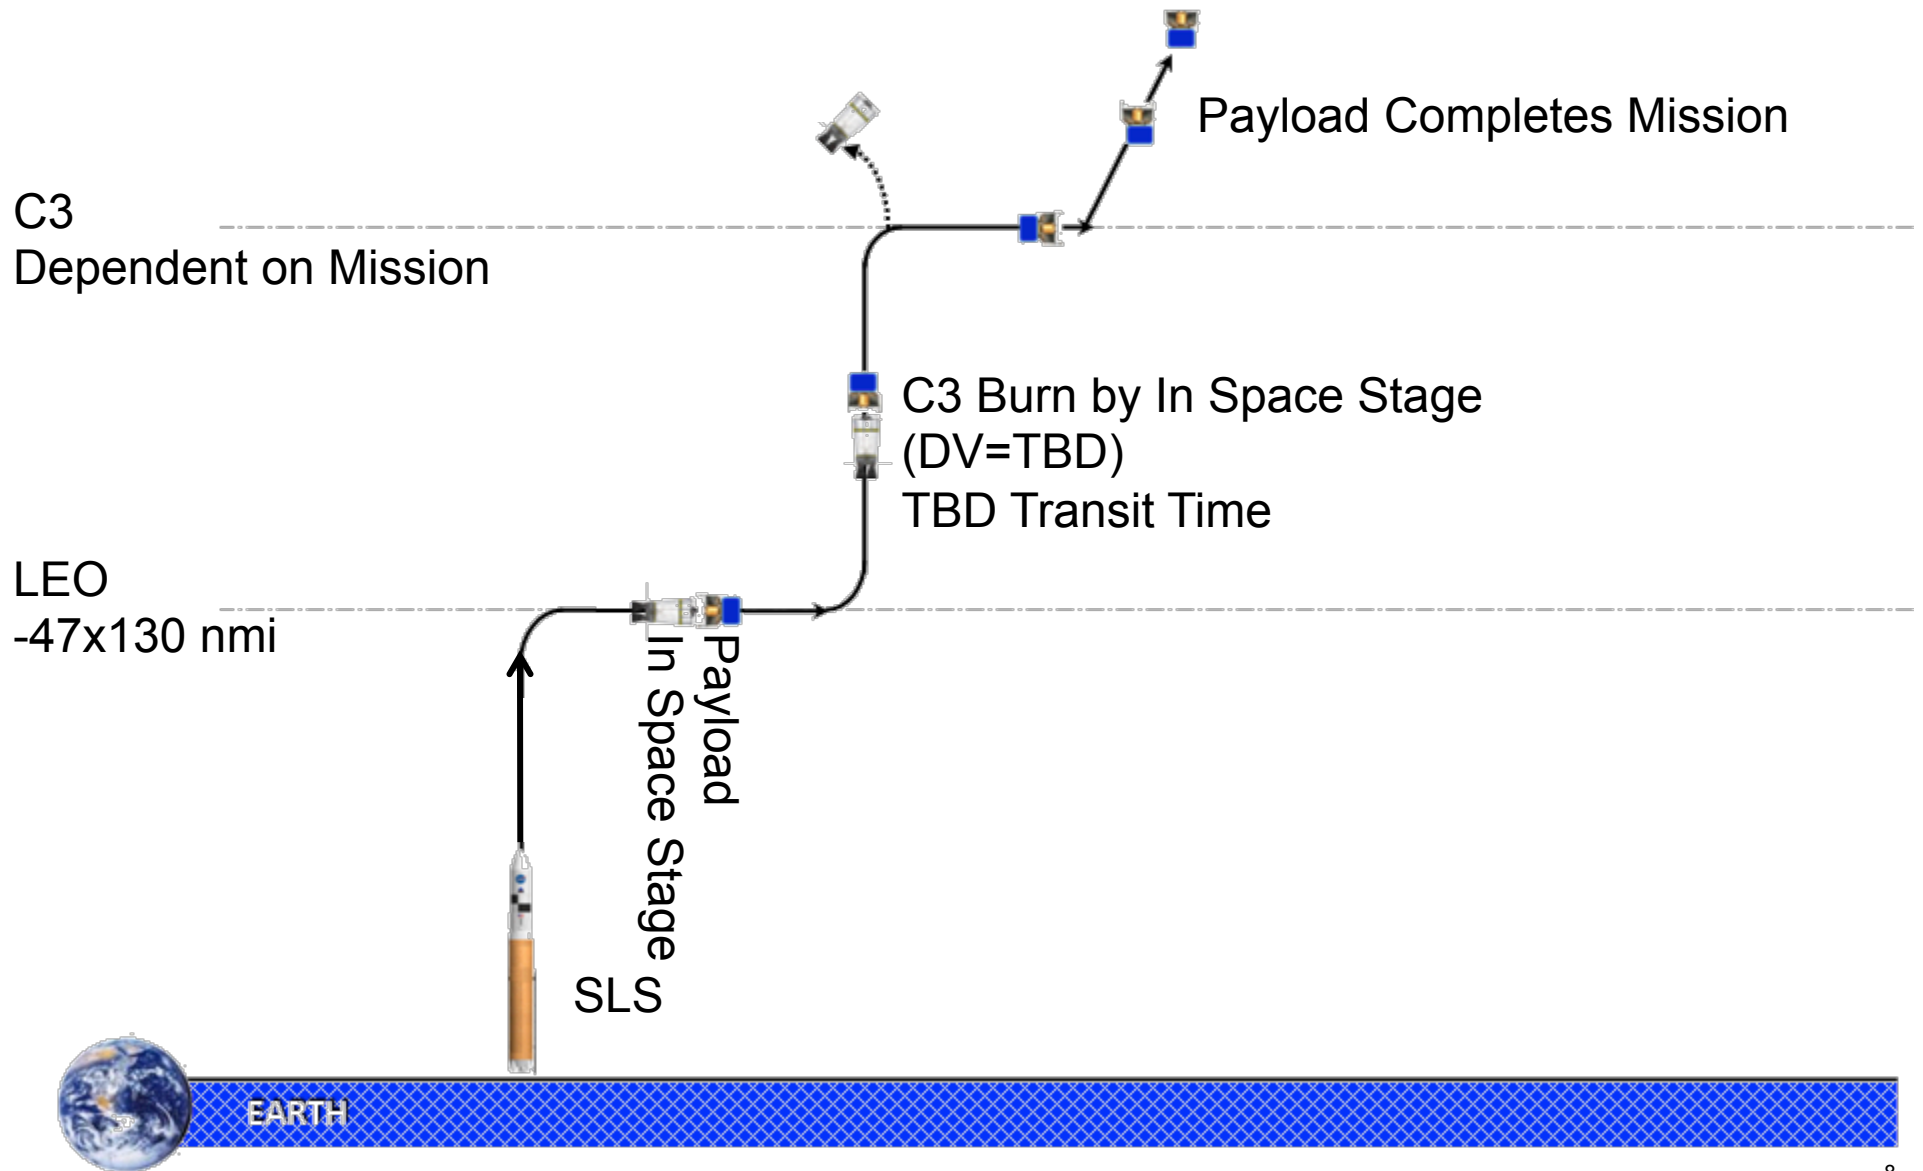 Payload Completes Mission
C3
Dependent on Mission
C3 Burn by In Space Stage
(DV=TBD)
TBD Transit Time
LEO
-47x130 nmi
Payload
In Space Stage
SLS
EARTH
8